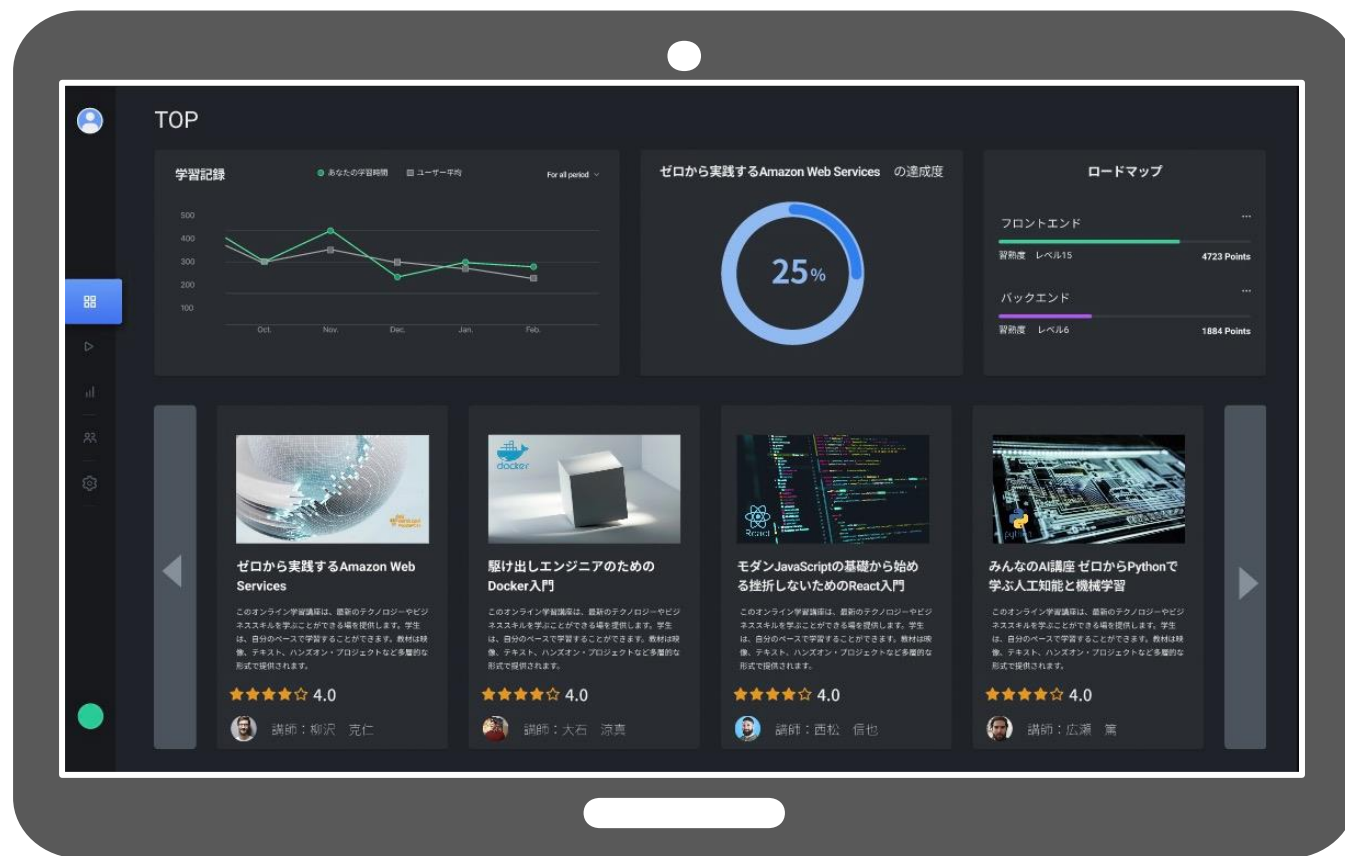 TOP
学習記録
あなたの学習時間
ユーザー平均
For all period
500
400
300
200
100
Oct.
Nov.
Dec.
Jan.
Feb.
ゼロから実践するAmazon Web Services の達成度
25%
ロードマップ
フロントエンド
習熟度 レベル15
4723 Points
バックエンド
習熟度 レベル6
1884 Points
ゼロから実践するAmazon Web
Services
このオンライン学習講座は、最新のテクノロジーやビジ
ネススキルを学ぶことができる場を提供します。学生
は、自分のペースで学習することができます。教材は映
像、テキスト、ハンズオン・プロジェクトなど多層的な
形式で提供されます。
4.0
講師：柳沢 克仁
docker
駆け出しエンジニアのための
Docker入門
このオンライン学習講座は、最新のテクノロジーやビジ
ネススキルを学ぶことができる場を提供します。学生
は、自分のペースで学習することができます。教材は映
像、テキスト、ハンズオン・プロジェクトなど多層的な
形式で提供されます。
4.0
講師：大石 涼真
React
モダンJavaScriptの基礎から始め
る挫折しないためのReact入門
このオンライン学習講座は、最新のテクノロジーやビジ
ネススキルを学ぶことができる場を提供します。学生
は、自分のペースで学習することができます。教材は映
像、テキスト、ハンズオン・プロジェクトなど多層的な
形式で提供されます。
4.0
講師：西松 信也
python
みんなのAI講座 ゼロからPythonで
学ぶ人工知能と機械学習
このオンライン学習講座は、最新のテクノロジーやビジ
ネススキルを学ぶことができる場を提供します。学生
は、自分のペースで学習することができます。教材は映
像、テキスト、ハンズオン・プロジェクトなど多層的な
形式で提供されます。
4.0
講師：広瀬 篤